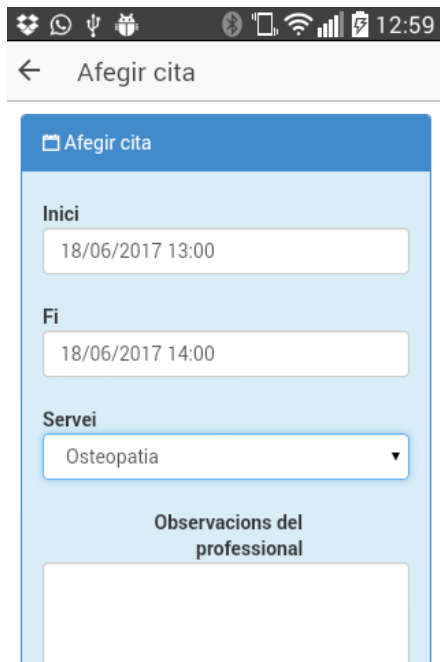 12:59
Afegir cita
Afegir cita
Inici
18/06/2017 13:00
Fi
18/06/2017 14:00
Servei
Osteopatia
Observacions del
professional